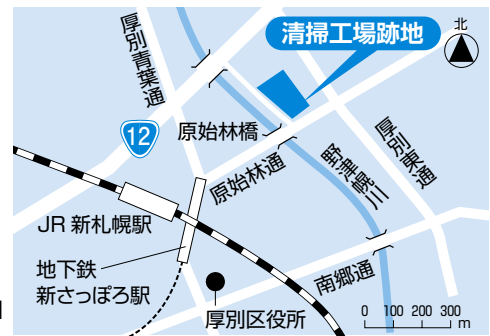 清掃工場跡地
北
厚別青葉通
12
原始林橋
原始林通
野津幌川
厚別東通
JR 新札幌駅
地下鉄
新さっぽろ駅
南郷通
厚別区役所
0 100 200 300
m